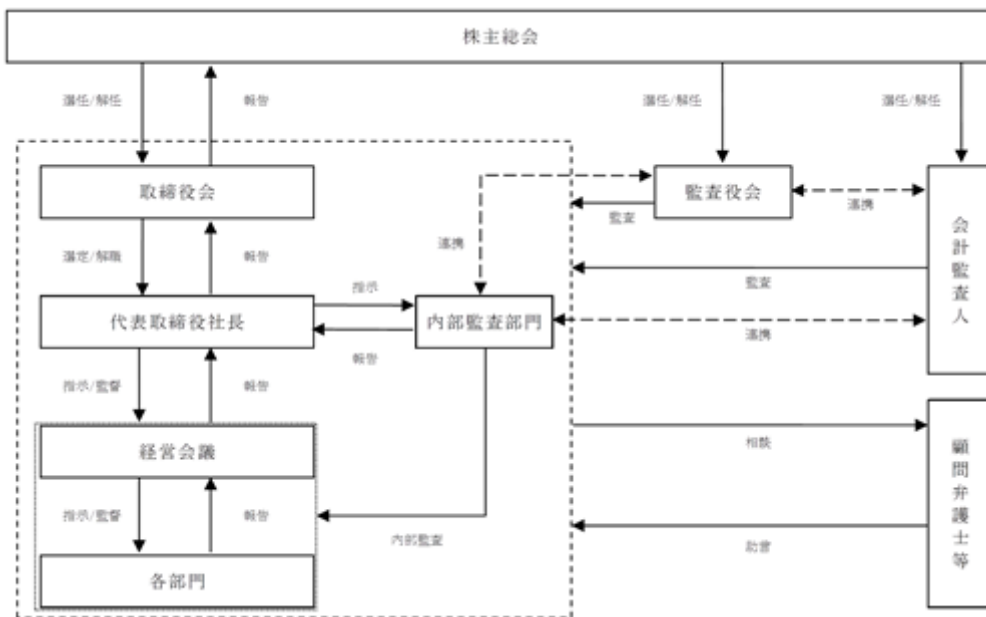 株主総会
選任/解任
報告
選任/解任
選任/解任
取締役会
監査役会
連携
監査
会計監査人
選定/解職
報告
連携
監査
指示
代表取締役社長
内部監査部門
報告
連携
指示/監督
報告
経営会議
相談
顧問弁護士等
指示/監督
報告
内部監査
助言
各部門